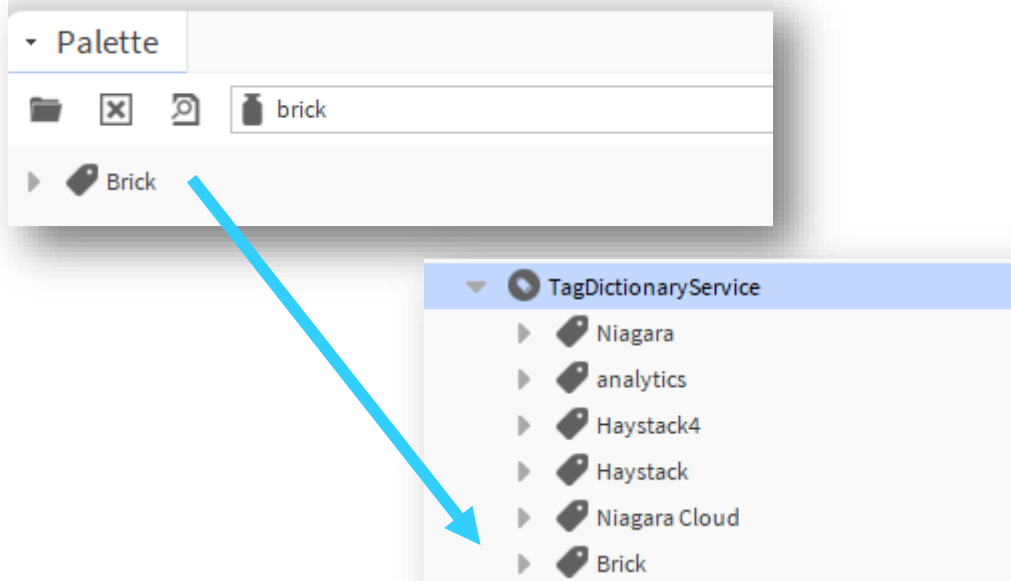 Palette
brick
Brick
TagDictionaryService
Niagara
analytics
Haystack4
Haystack
Niagara Cloud
Brick